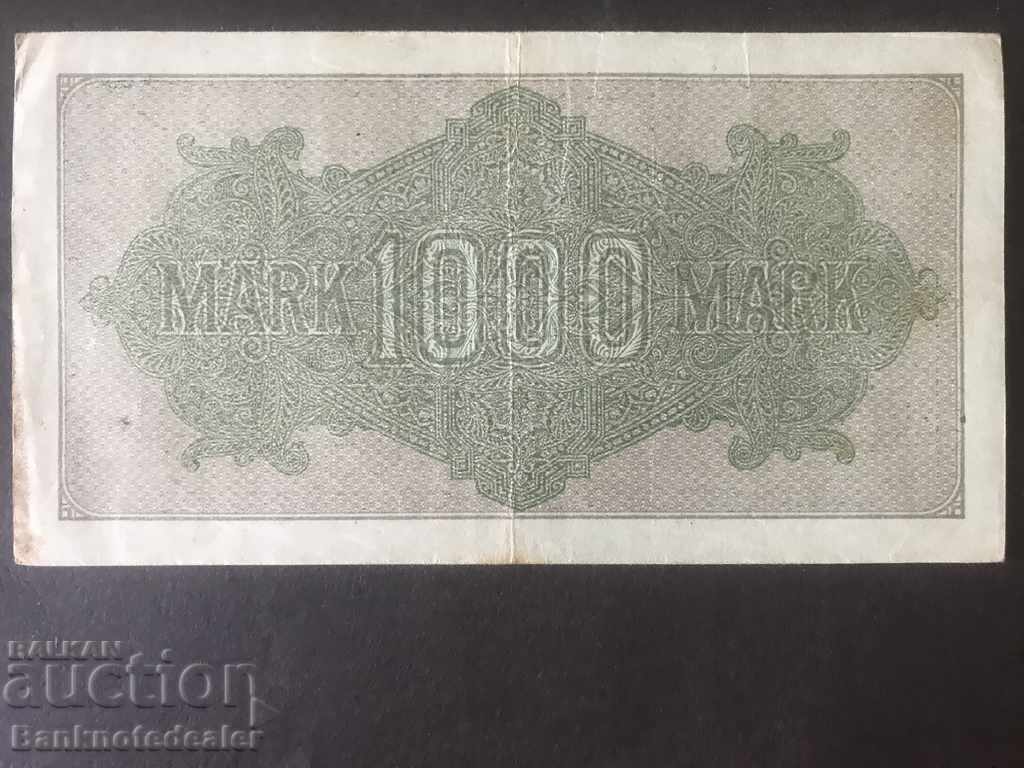 MARK 1000 MARK
BALKAN
auction
Banknotedealer